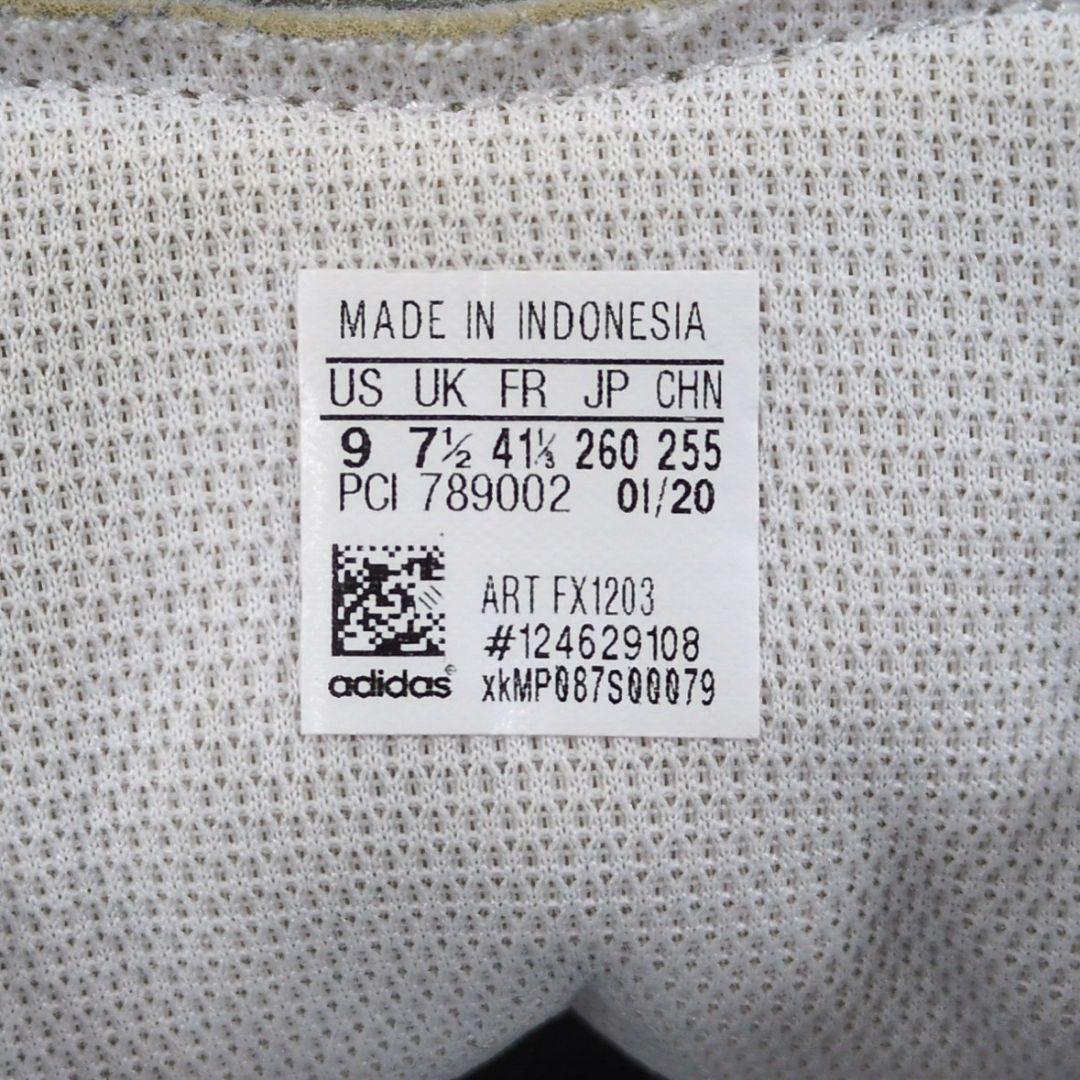 MADE IN INDONESIA
US UK FR JP CHN
9 7½ 41⅓ 260 255
PCI 789002 01/20
ART FX1203
#124629108
adidas® xkMP087S00079